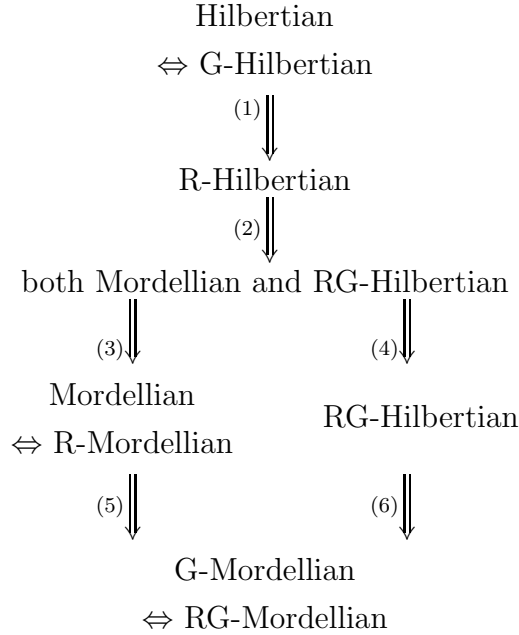 Hilbertian
⇔ G-Hilbertian
(1)
R-Hilbertian
(2)
both Mordellian and RG-Hilbertian
(3)
(4)
Mordellian
⇔ R-Mordellian
RG-Hilbertian
(5)
(6)
G-Mordellian
⇔ RG-Mordellian